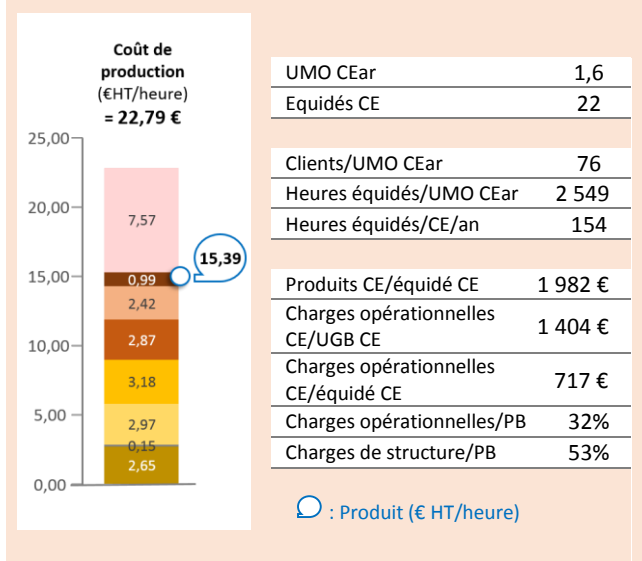 Coût de
production
(€HT/heure)
= 22,79 €
25,00
20,00
15,00
10,00
5,00
0,00
7,57
15,39
0,99
2,42
2,87
3,18
2,97
0,15
2,65
UMO CEar 1,6
Equidés CE 22
Clients/UMO CEar 76
Heures équidés/UMO CEar 2 549
Heures équidés/CE/an 154
Produits CE/équidé CE 1 982 €
Charges opérationnelles
CE/UGB CE 1 404 €
Charges opérationnelles
CE/équidé CE 717 €
Charges opérationnelles/PB 32%
Charges de structure/PB 53%
: Produit (€ HT/heure)